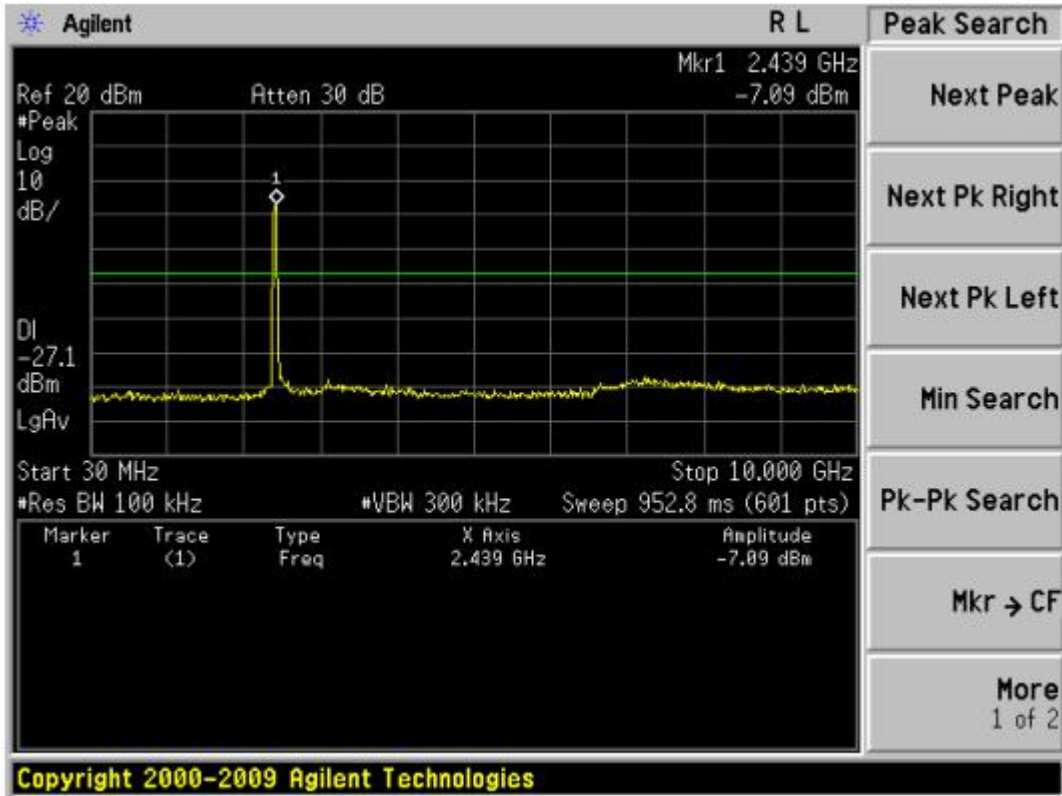 Agilent R L
Mkr1 2.439 GHz
Ref 20 dBm Atten 30 dB -7.09 dBm
#Peak
Log
10
dB/
1
DI
-27.1
dBm
LgAv
Start 30 MHz Stop 10.000 GHz
#Res BW 100 kHz #VBW 300 kHz Sweep 952.8 ms (601 pts)
Marker Trace Type X Axis Amplitude
1 (1) Freq 2.439 GHz -7.09 dBm
Peak Search
Next Peak
Next Pk Right
Next Pk Left
Min Search
Pk-Pk Search
Mkr → CF
More
1 of 2
Copyright 2000-2009 Agilent Technologies